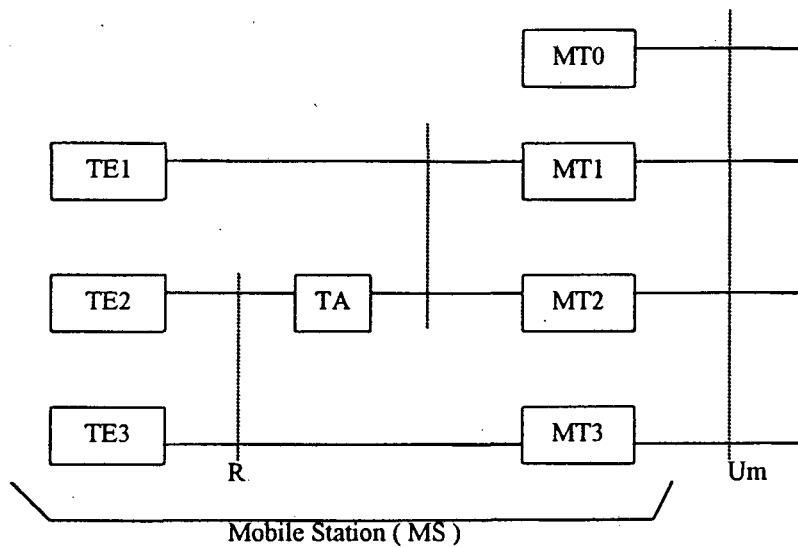 MT0
TE1 MT1
TE2 TA MT2
TE3 MT3
R Um
Mobile Station ( MS )